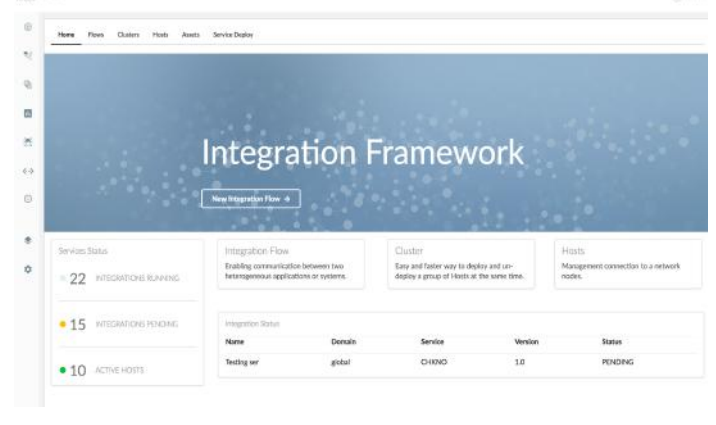 Home Flows Clusters Hosts Assets Service Deploy
Integration Framework
New Integration Flow →
Services Status
22 INTEGRATIONS RUNNING
15 INTEGRATIONS PENDING
10 ACTIVE HOSTS
Integration Flow
Enabling communication between two
heterogeneous applications or systems.
Cluster
Easy and faster way to deploy and un-
deploy a group of Hosts at the same time.
Hosts
Management connection to a network
nodes.
Integration Status
Name Domain Service Version Status
Testing ser global CHKNO 1.0 PENDING